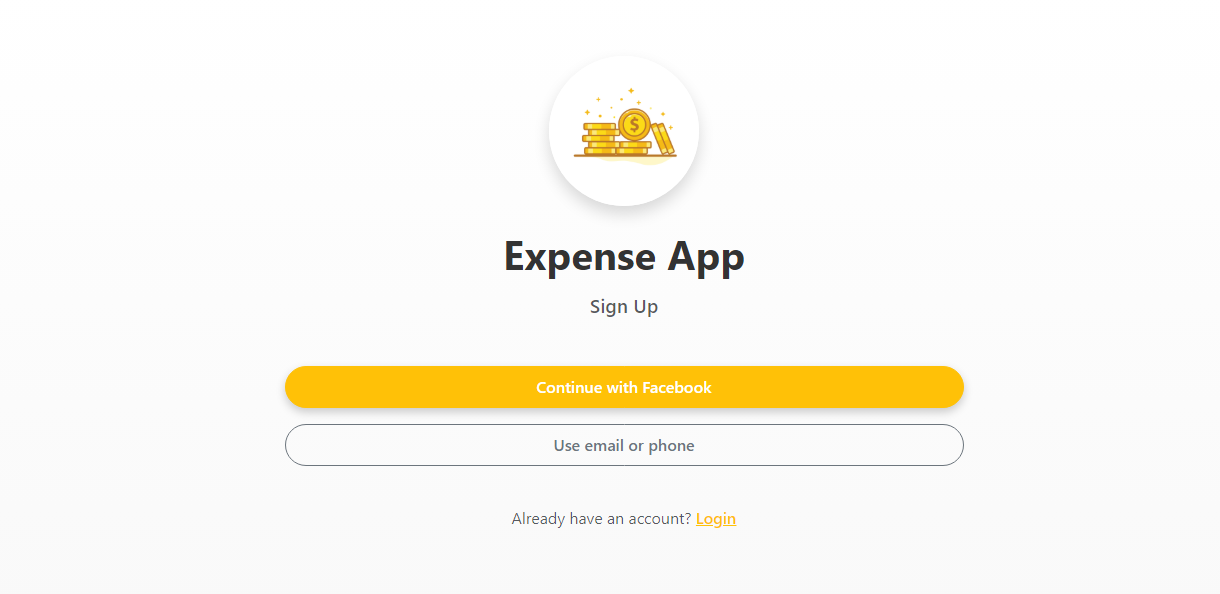 $
Expense App
Sign Up
Continue with Facebook
Use email or phone
Already have an account? Login